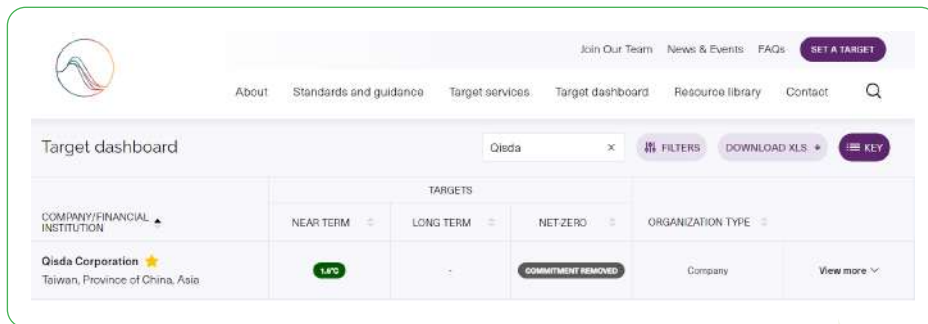 Join Our Team News & Events FAQs SET A TARGET
About Standards and guidance Target services Target dashboard Resource library Contact
Target dashboard Qisda × FILTERS DOWNLOAD XLS KEY
TARGETS
COMPANY/FINANCIAL INSTITUTION NEAR TERM LONG TERM NET-ZERO ORGANIZATION TYPE
Qisda Corporation
Taiwan, Province of China, Asia
- COMMITMENT REMOVED Company View more